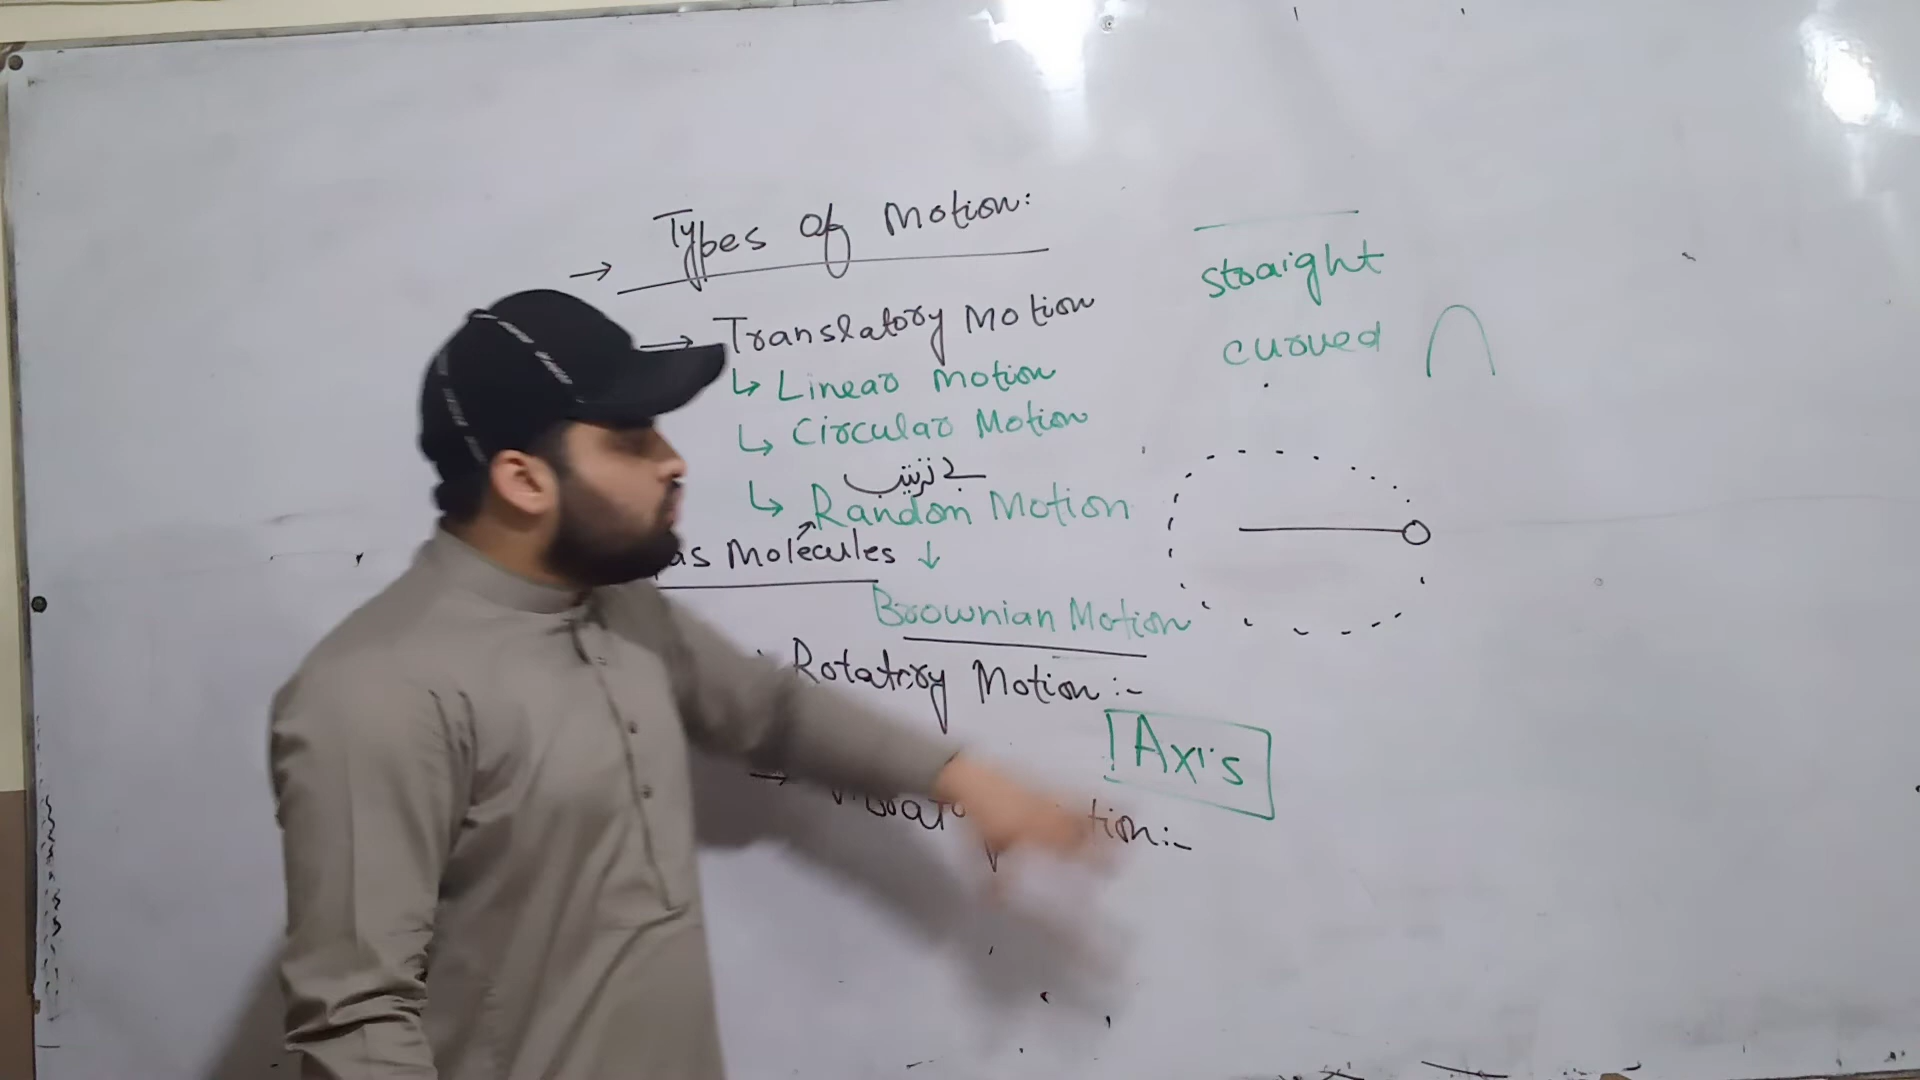 → Types of Motion:
→ Translatory Motion
↳ Linear Motion
↳ Circular Motion
بے ترتیب
↳ Random Motion
Molecules ↓
Brownian Motion
Rotatory Motion :-
Axis
→
straight
curved